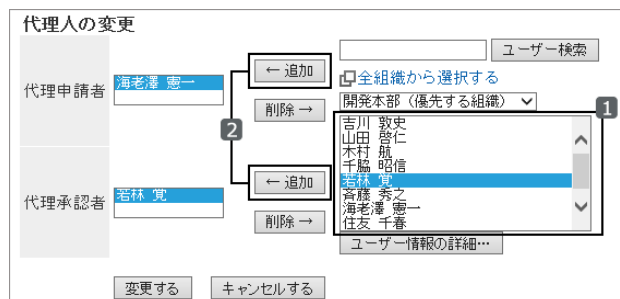 代理人の変更
ユーザー検索
← 追加
全組織から選択する
代理申請者
海老澤 憲一
削除 →
開発本部（優先する組織）
1
2
吉川 敦史
山田 啓仁
木村 航
千脇 昭信
若林 覚
斉藤 秀之
海老澤 憲一
住友 千春
← 追加
代理承認者
若林 覚
削除 →
ユーザー情報の詳細…
変更する
キャンセルする